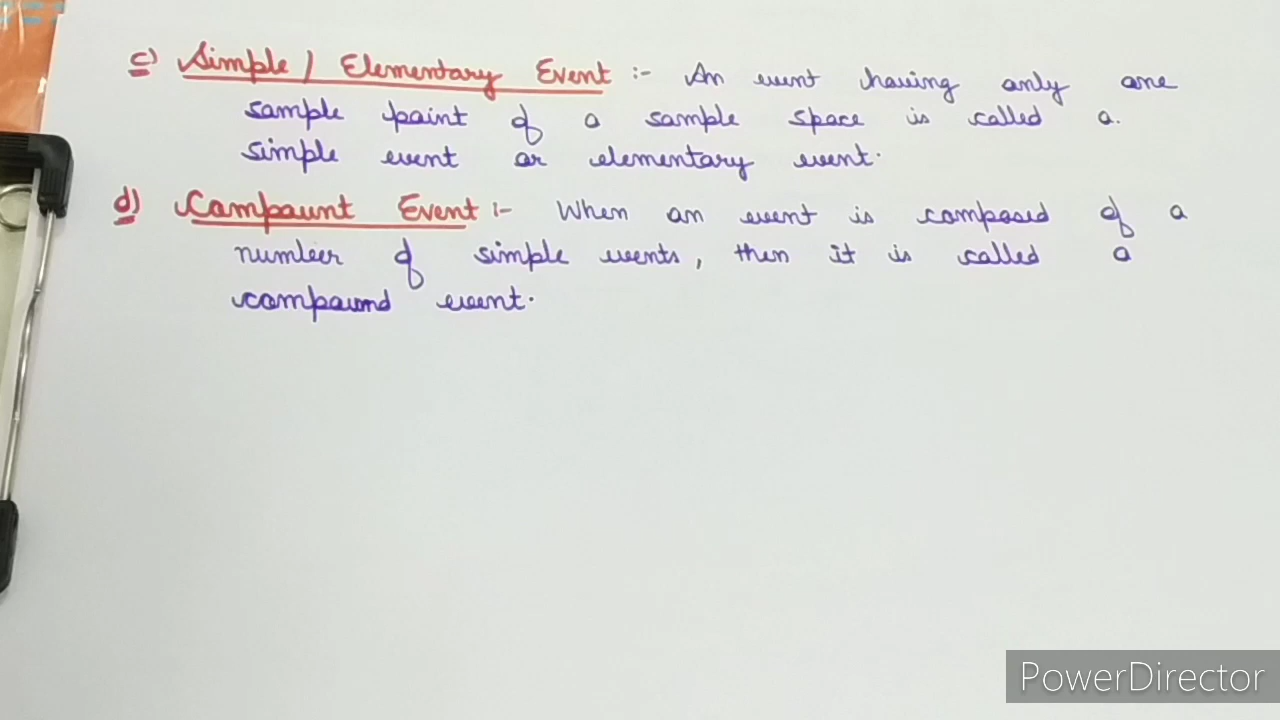 c) Simple / Elementary Event :- An event having only one
sample point of a sample space is called a.
simple event or elementary event.
d) Compount Event :- When an event is composed of a
number of simple events, then it is called a
compound event.
PowerDirector